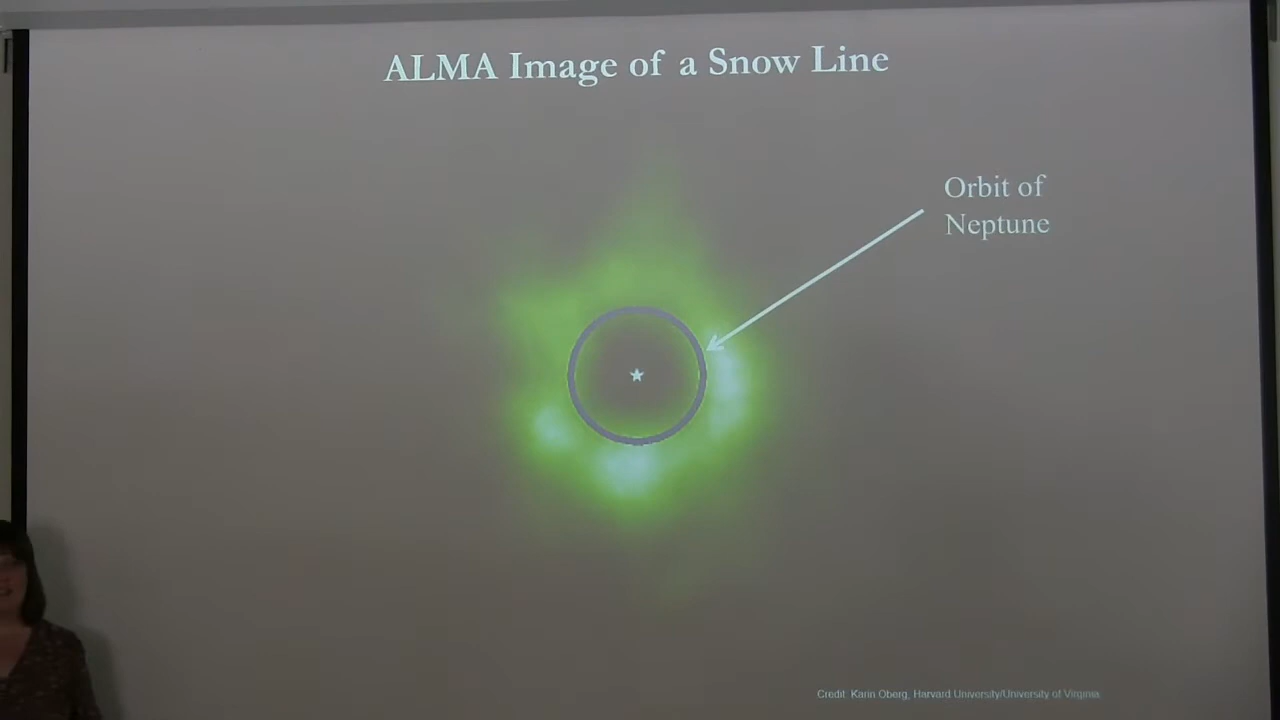 ALMA Image of a Snow Line
Orbit of
Neptune
Credit: Karin Oberg, Harvard University/University of Virginia